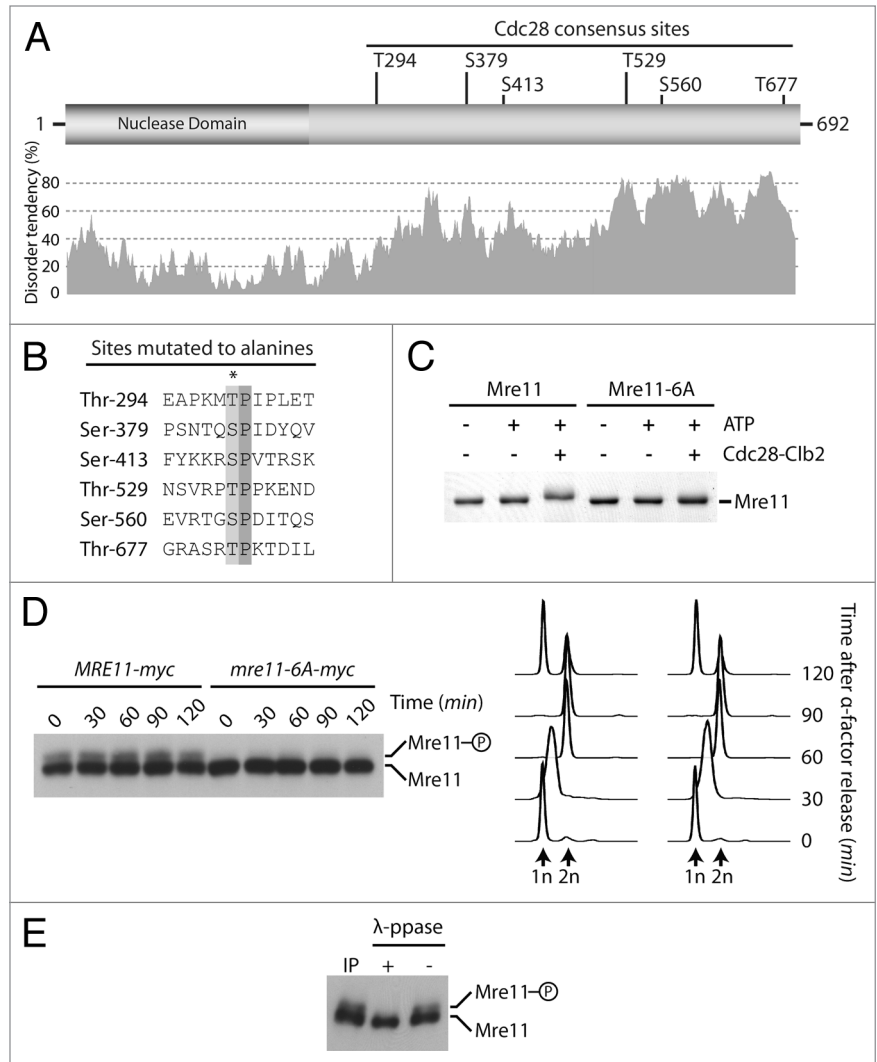 A
Cdc28 consensus sites
T294 S379 T529
S413 S560 T677
1 Nuclease Domain 692
Disorder tendency (%)
80
60
40
20
0
B
Sites mutated to alanines
*
Thr-294 EAPKMTPIPLET
Ser-379 PSNTQSPIDYQV
Ser-413 FYKKRSPVTRSK
Thr-529 NSVRPTPPKEND
Ser-560 EVRTGSPDITQS
Thr-677 GRASRTPKTDIL
C
Mre11 Mre11-6A
- + + - + + ATP
- - + - - + Cdc28-Clb2
Mre11
D
MRE11-myc mre11-6A-myc
0 30 60 90 120 0 30 60 90 120 Time (min)
Mre11-P
Mre11
120
90
60
30
0
1n 2n 1n 2n
Time after α-factor release (min)
E
λ-ppase
IP + -
Mre11-P
Mre11